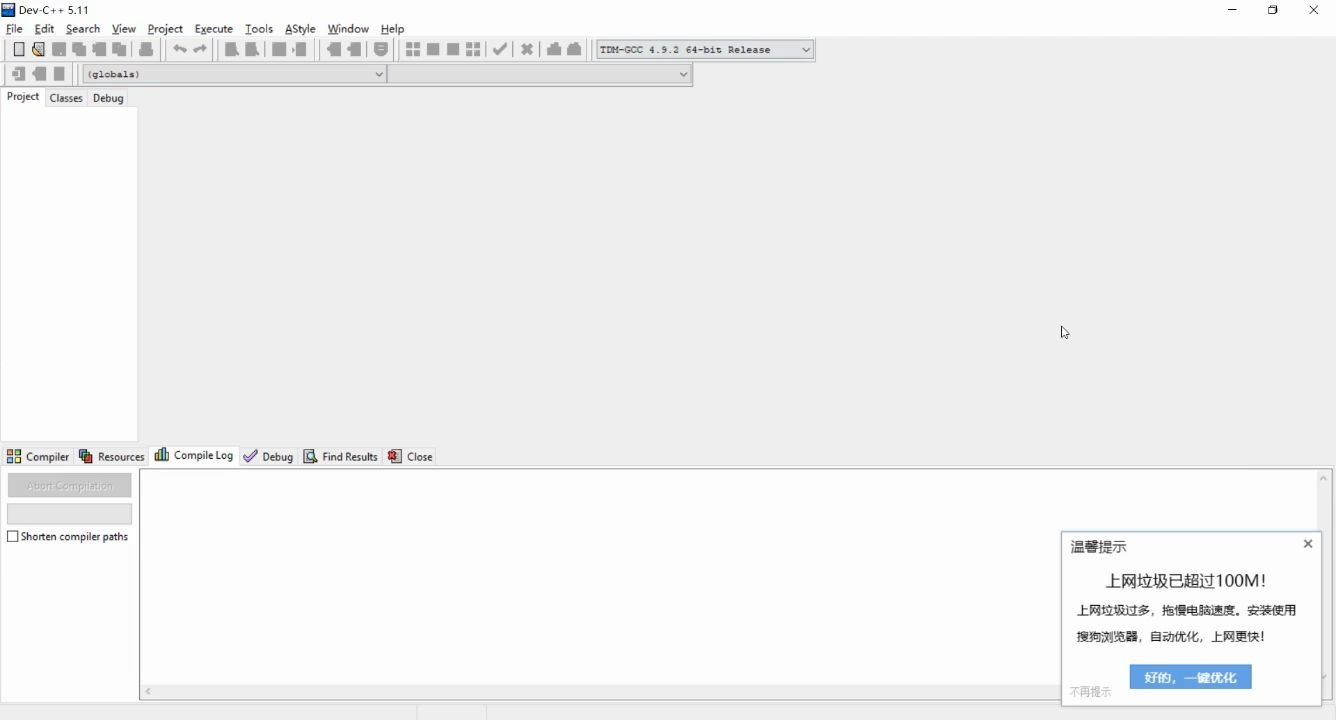 Dev-C++ 5.11
File Edit Search View Project Execute Tools AStyle Window Help
TDM-GCC 4.9.2 64-bit Release
(globals)
Project Classes Debug
Compiler Resources Compile Log Debug Find Results Close
Abort Compilation
Shorten compiler paths
温馨提示
上网垃圾已超过100M!
上网垃圾过多，拖慢电脑速度。安装使用
搜狗浏览器，自动优化，上网更快!
好的，一键优化
不再提示